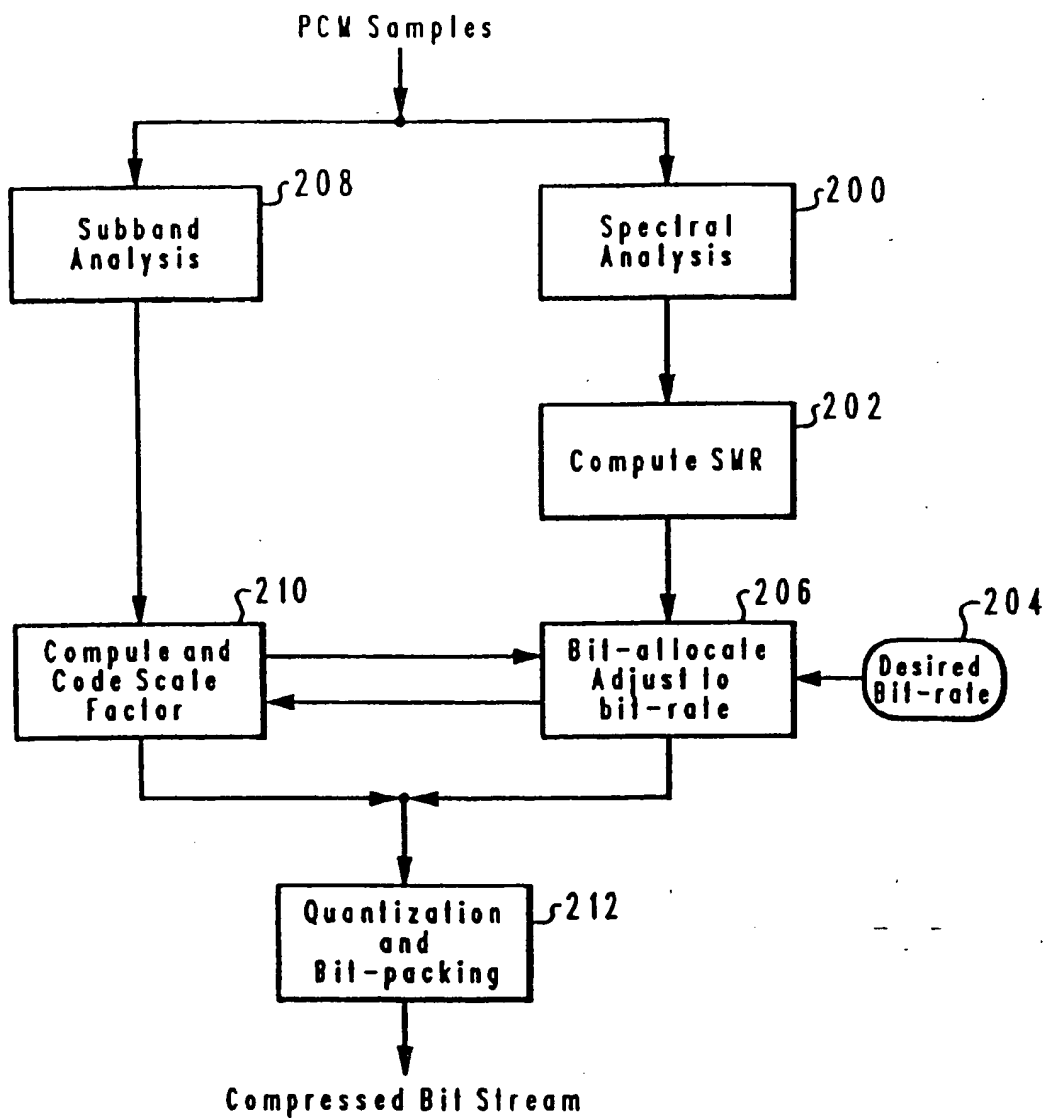 PCM Samples
208
Subband
Analysis
200
Spectral
Analysis
202
Compute SMR
210
Compute and
Code Scale
Factor
206
Bit-allocate
Adjust to
bit-rate
204
Desired
Bit-rate
212
Quantization
and
Bit-packing
Compressed Bit Stream